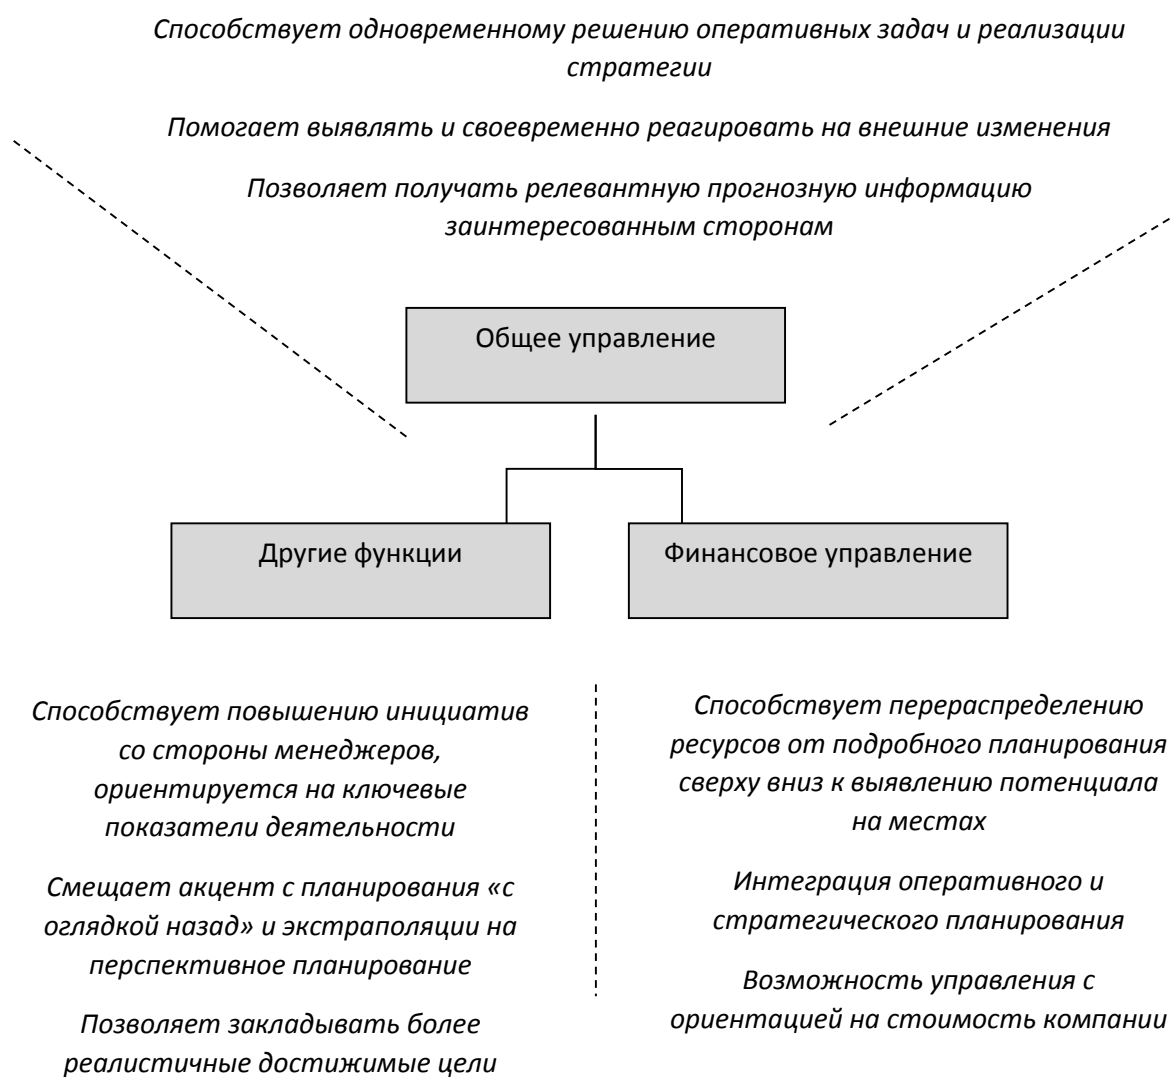 Способствует одновременному решению оперативных задач и реализации
стратегии
Помогает выявлять и своевременно реагировать на внешние изменения
Позволяет получать релевантную прогнозную информацию
заинтересованным сторонам
Общее управление
Другие функции
Финансовое управление
Способствует повышению инициатив
со стороны менеджеров,
ориентируется на ключевые
показатели деятельности
Смещает акцент с планирования «с
оглядкой назад» и экстраполяции на
перспективное планирование
Позволяет закладывать более
реалистичные достижимые цели
Способствует перераспределению
ресурсов от подробного планирования
сверху вниз к выявлению потенциала
на местах
Интеграция оперативного и
стратегического планирования
Возможность управления с
ориентацией на стоимость компании